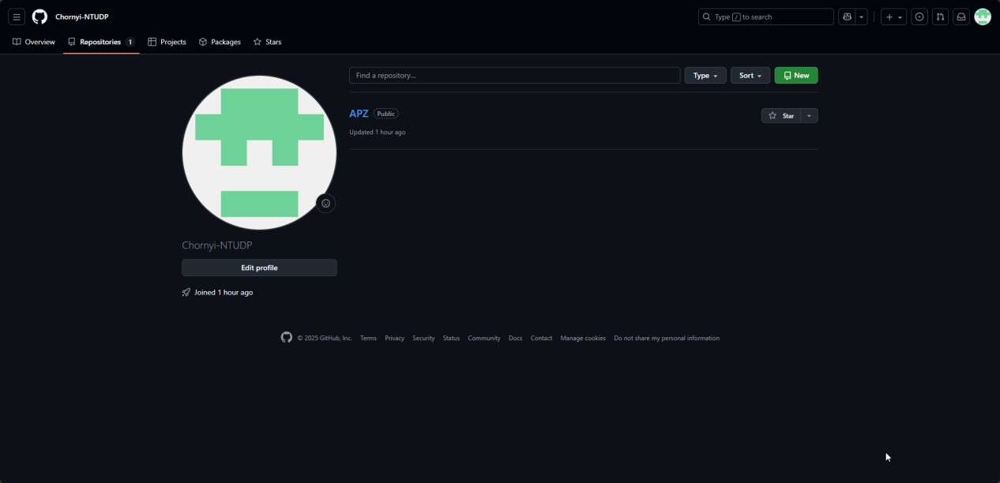 Chornyi-NTUDP
Type / to search
Overview Repositories 1 Projects Packages Stars
Find a repository...
Type
Sort
New
APZ Public
Star
Updated 1 hour ago
Chornyi-NTUDP
Edit profile
Joined 1 hour ago
© 2025 GitHub, Inc. Terms Privacy Security Status Community Docs Contact Manage cookies Do not share my personal information